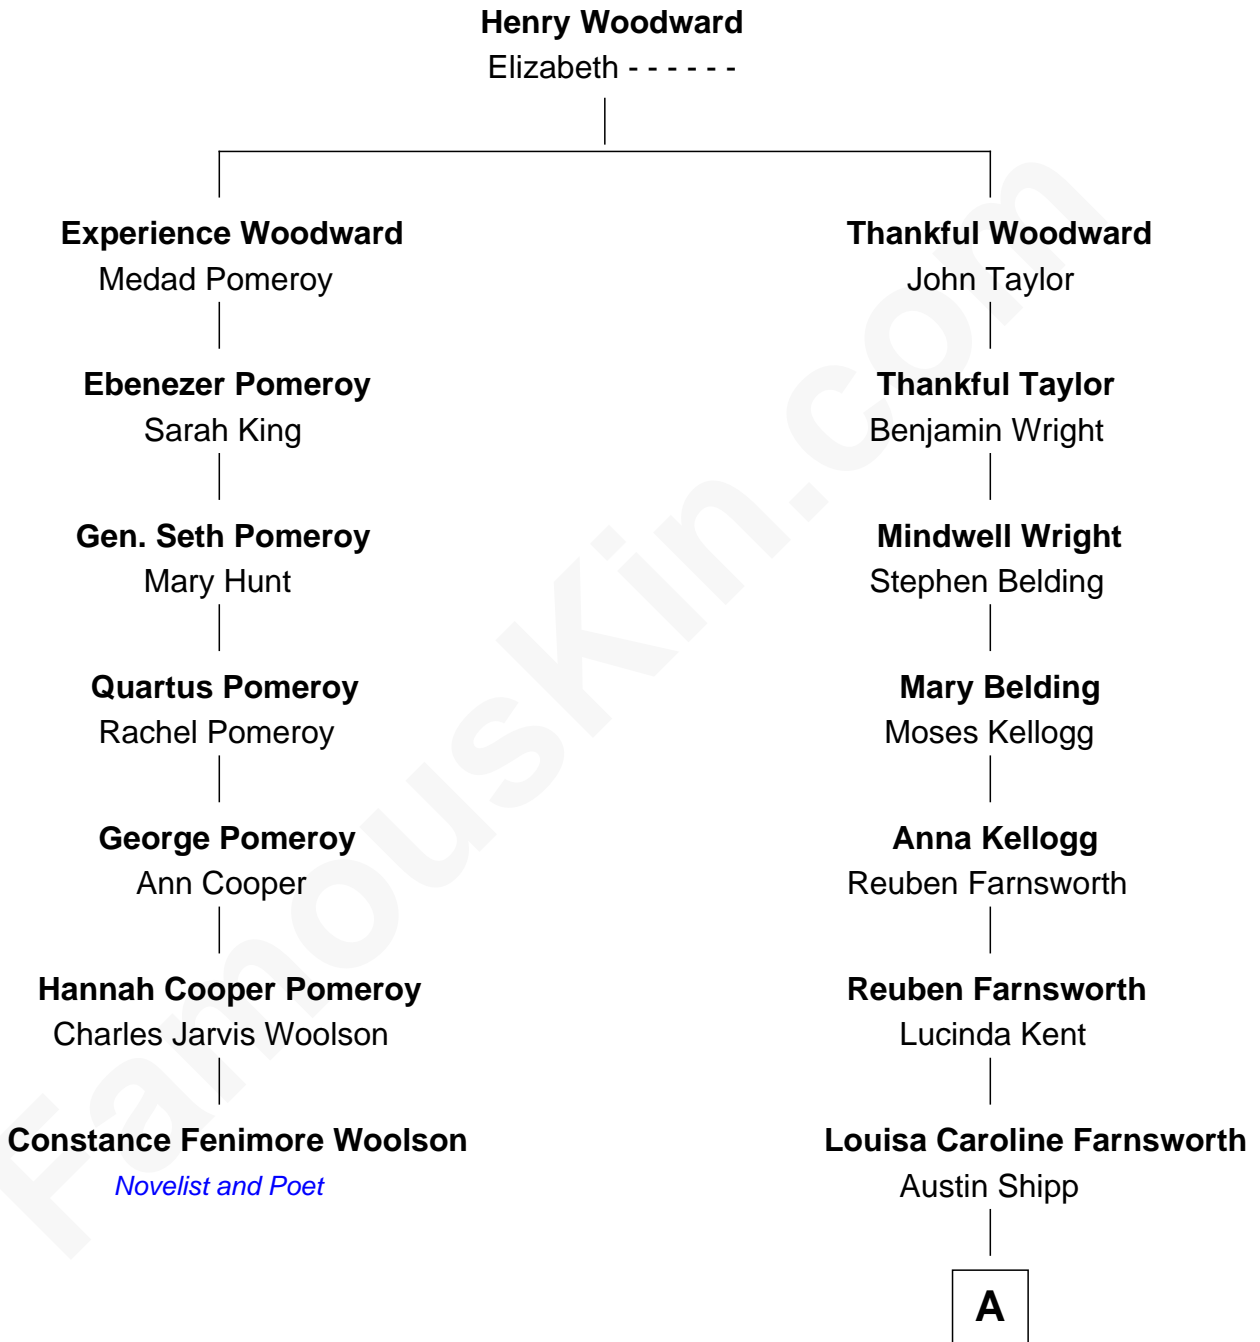 Henry Woodward
Elizabeth - - - - - -
Experience Woodward
Medad Pomeroy
Thankful Woodward
John Taylor
Ebenezer Pomeroy
Sarah King
Thankful Taylor
Benjamin Wright
Gen. Seth Pomeroy
Mary Hunt
Mindwell Wright
Stephen Belding
Quartus Pomeroy
Rachel Pomeroy
Mary Belding
Moses Kellogg
George Pomeroy
Ann Cooper
Anna Kellogg
Reuben Farnsworth
Hannah Cooper Pomeroy
Charles Jarvis Woolson
Reuben Farnsworth
Lucinda Kent
Constance Fenimore Woolson
Novelist and Poet
Louisa Caroline Farnsworth
Austin Shipp
A
FamousKin.com